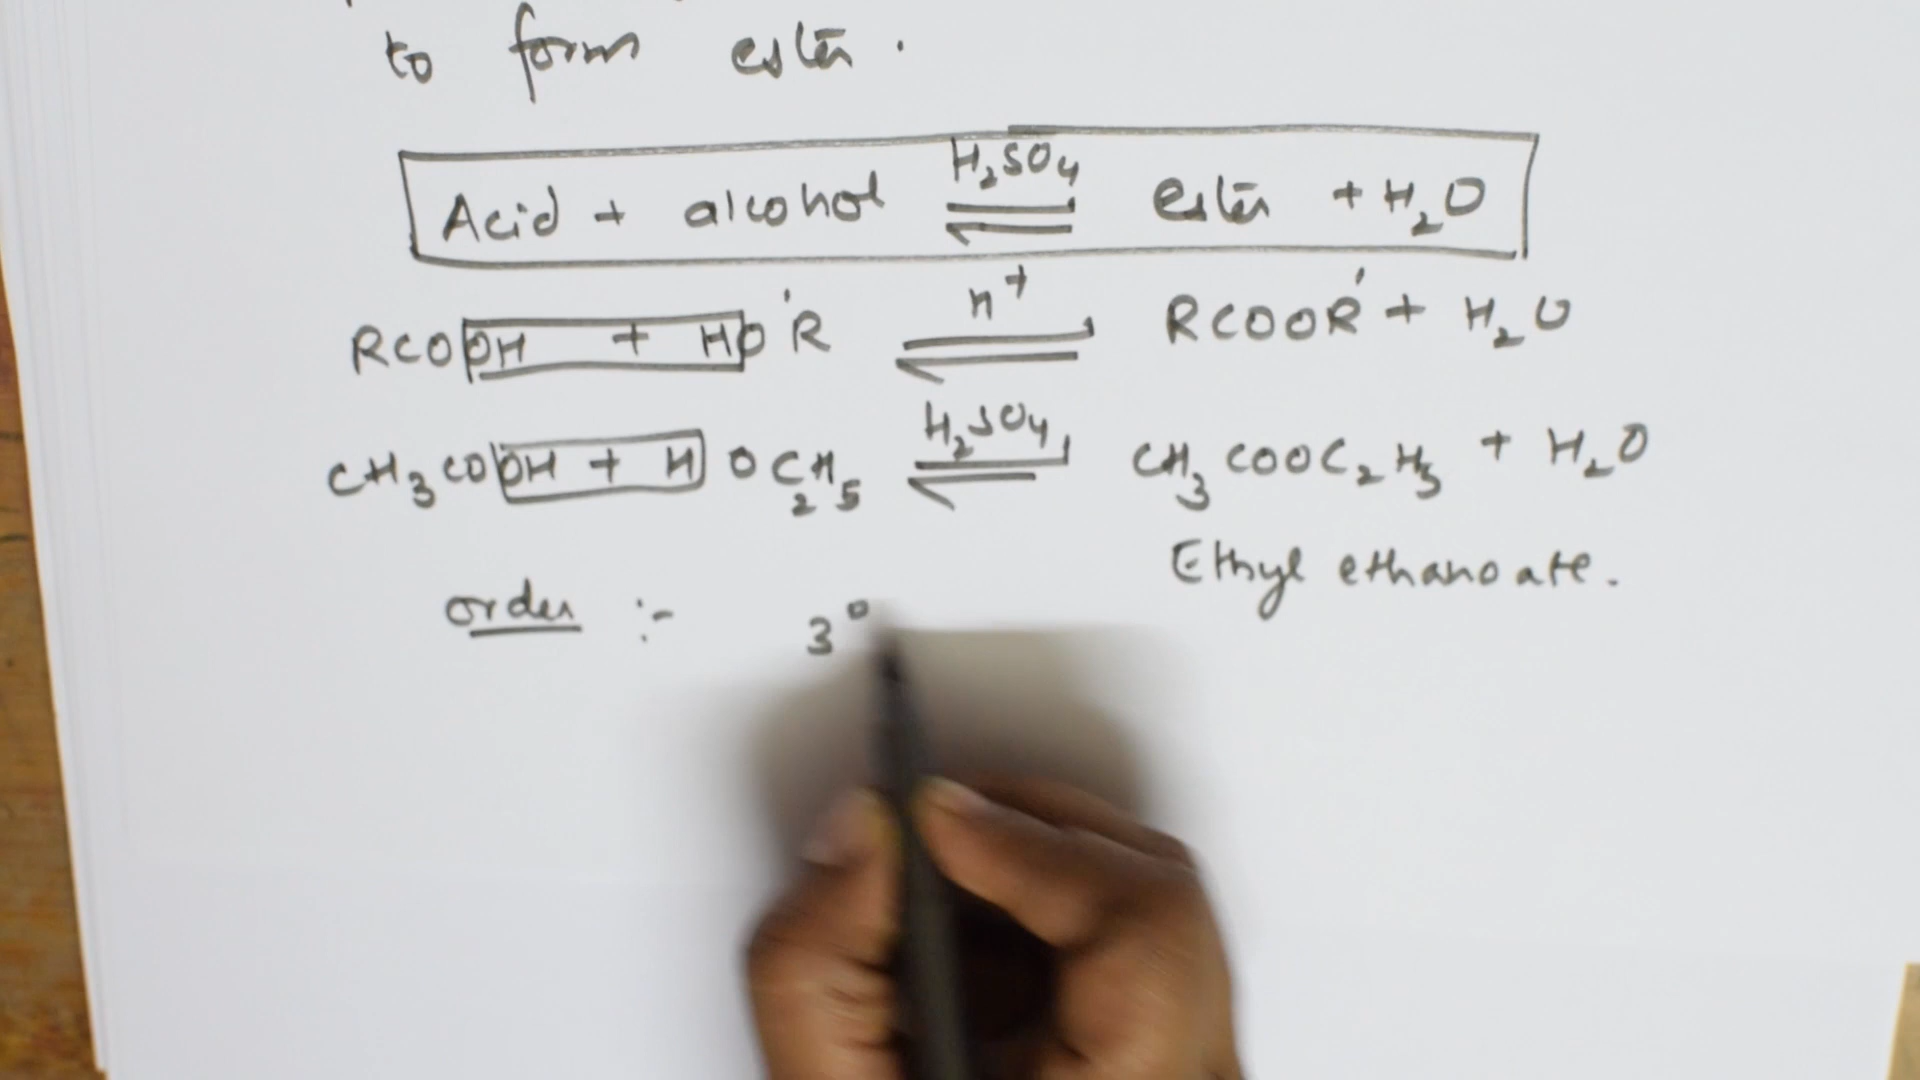 to form ester.
Acid + alcohol ⇌ H₂SO₄ ester + H₂O
RCOOH + HOR' ⇌ H⁺ RCOOR' + H₂O
CH₃COOH + HOC₂H₅ ⇌ H₂SO₄ CH₃COOC₂H₅ + H₂O
Ethyl ethanoate.
order :- 3°